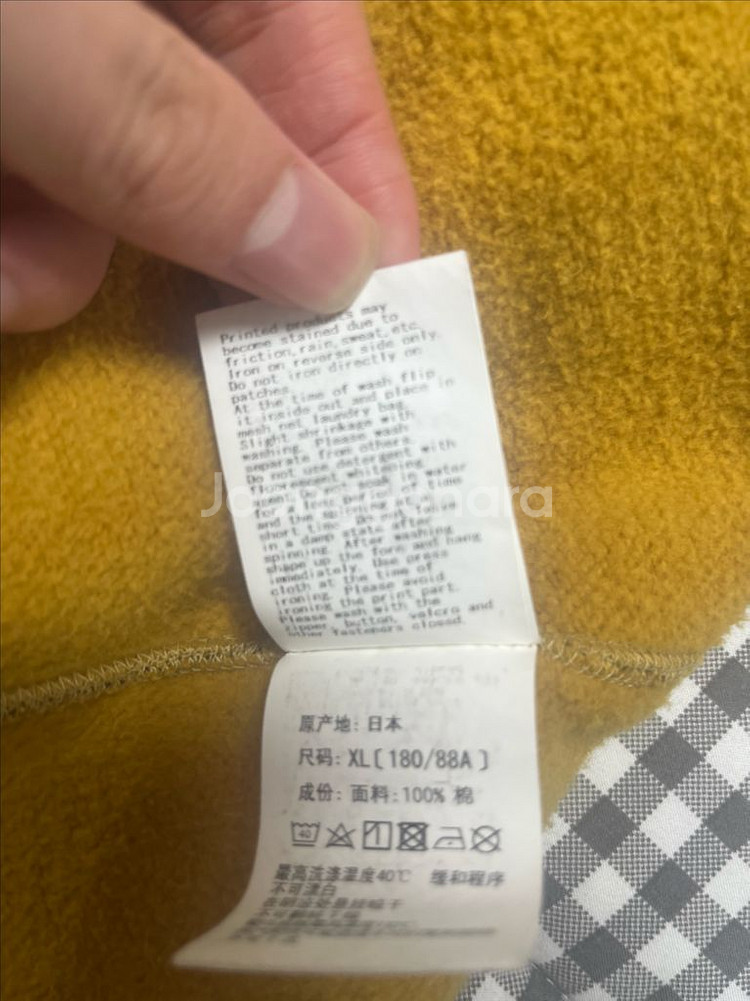 Printed products may
become stained due to
friction,rain,sweat,etc.
Iron on reverse side only.
Do not iron directly on
patches.
At the time of wash flip
it inside out and place in
mesh net laundry bag.
Slight shrinkage with
washing. Please wash
separate from others.
Do not use detergent with
fluorescent whitening
in water
for a long period of time
and the spinning
short time. Do not leave
in a damp state after
spinning. After washing
shape up the form and hang
immediately. Use press
cloth at the time of
ironing. Please avoid
ironing the print part.
Please wash with the
zipper, button, velcro and
other fasteners closed.
原产地: 日本
尺码: XL[180/88A]
成份: 面料:100% 棉
40
最高洗涤温度40℃ 缓和程序
不可漂白